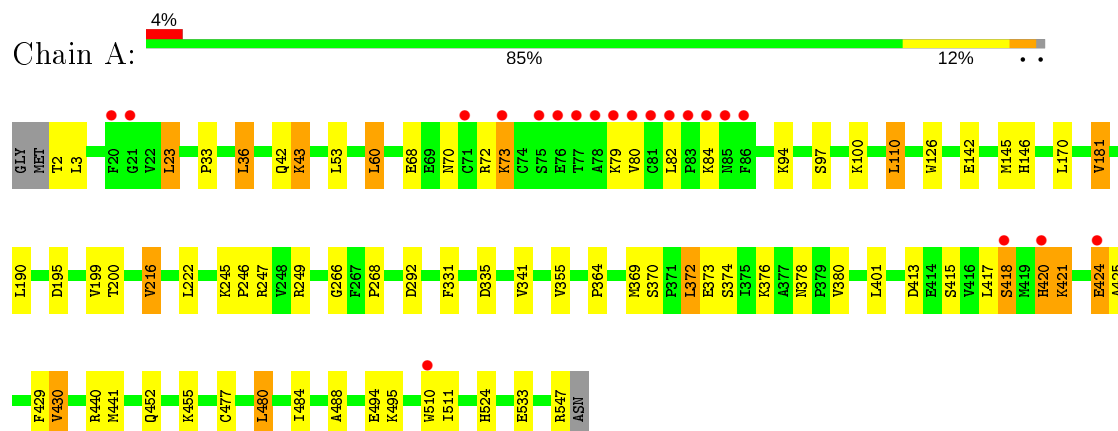 4%
Chain A:
85% 12% . .
GLY MET T2 L3 F20 G21 V22 L23 P33 L36 Q42 K43 L53 L60 E68 E69 N70 C71 R72 K73 C74 S75 E76 T77 A78 K79 V80 C81 L82 P83 K84 N85 F86 K94 S97 K100 L110 W126 E142 M145 H146 L170 V181
L190 D195 V199 T200 V216 L222 K245 P246 R247 V248 R249 G266 F267 P268 D292 F331 D335 V341 V355 P364 M369 S370 P371 L372 E373 S374 I375 K376 A377 N378 P379 V380 L401 D413 E414 S415 V416 L417 S418 M419 H420 K421 E424 A425
F429 V430 R440 M441 Q452 K455 C477 L480 I484 A488 E494 K495 W510 I511 H524 E533 R547 ASN